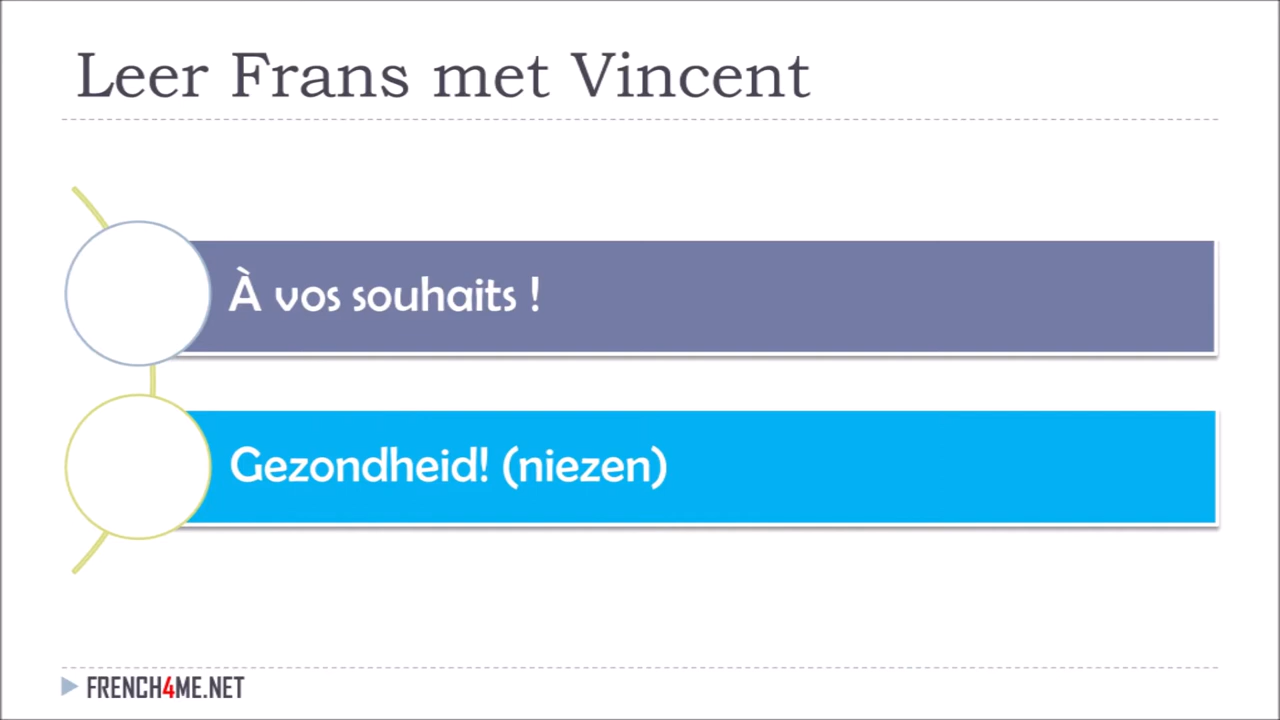 Leer Frans met Vincent
À vos souhaits !
Gezondheid! (niezen)
FRENCH4ME.NET